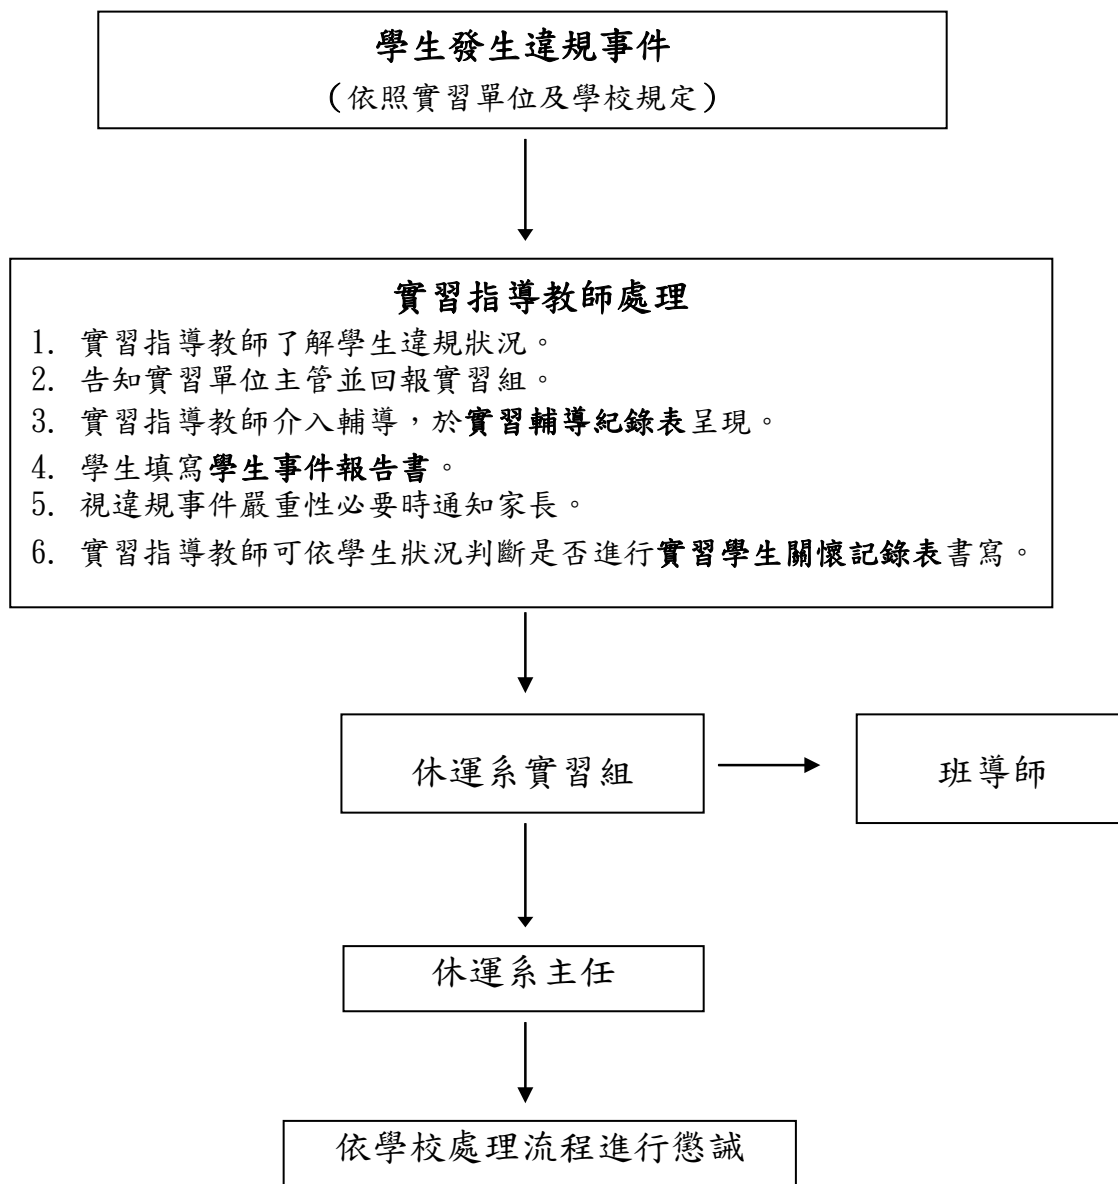 學生發生違規事件
(依照實習單位及學校規定)
實習指導教師處理
1. 實習指導教師了解學生違規狀況。
2. 告知實習單位主管並回報實習組。
3. 實習指導教師介入輔導，於實習輔導紀錄表呈現。
4. 學生填寫學生事件報告書。
5. 視違規事件嚴重性必要時通知家長。
6. 實習指導教師可依學生狀況判斷是否進行實習學生關懷記錄表書寫。
休運系實習組
班導師
休運系主任
依學校處理流程進行懲誡